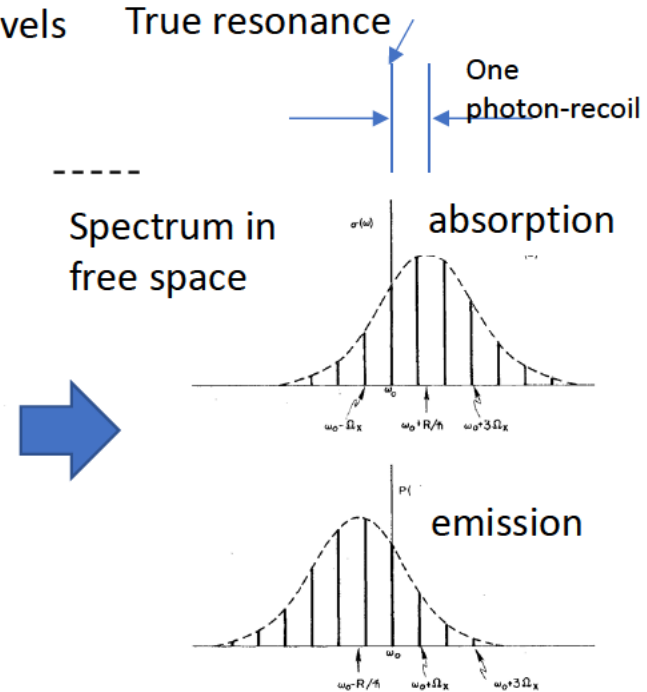 vels
True resonance
One
photon-recoil
Spectrum in
free space
σ(ω)
absorption
ω₀
ω₀-Ωₓ
ω₀+R/ℏ
ω₀+3Ωₓ
P(
emission
ω₀
ω₀-R/ℏ
ω₀+Ωₓ
ω₀+3Ωₓ